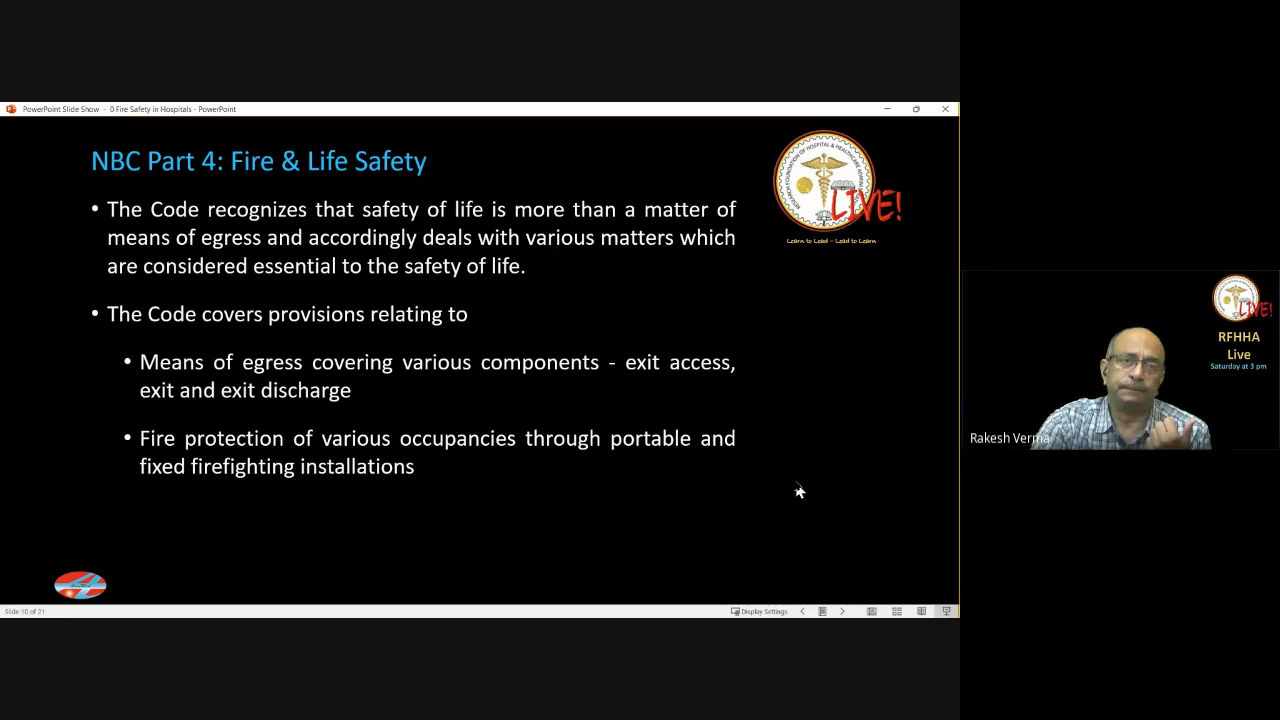 PowerPoint Slide Show - 0 Fire Safety in Hospitals - PowerPoint
NBC Part 4: Fire & Life Safety
• The Code recognizes that safety of life is more than a matter of
means of egress and accordingly deals with various matters which
are considered essential to the safety of life.
• The Code covers provisions relating to
• Means of egress covering various components - exit access,
exit and exit discharge
• Fire protection of various occupancies through portable and
fixed firefighting installations
LIVE!
Learn to Lead – Lead to Learn
Slide 10 of 21
Display Settings
LIVE!
RFHHA
Live
Saturday at 3 pm
Rakesh Verma